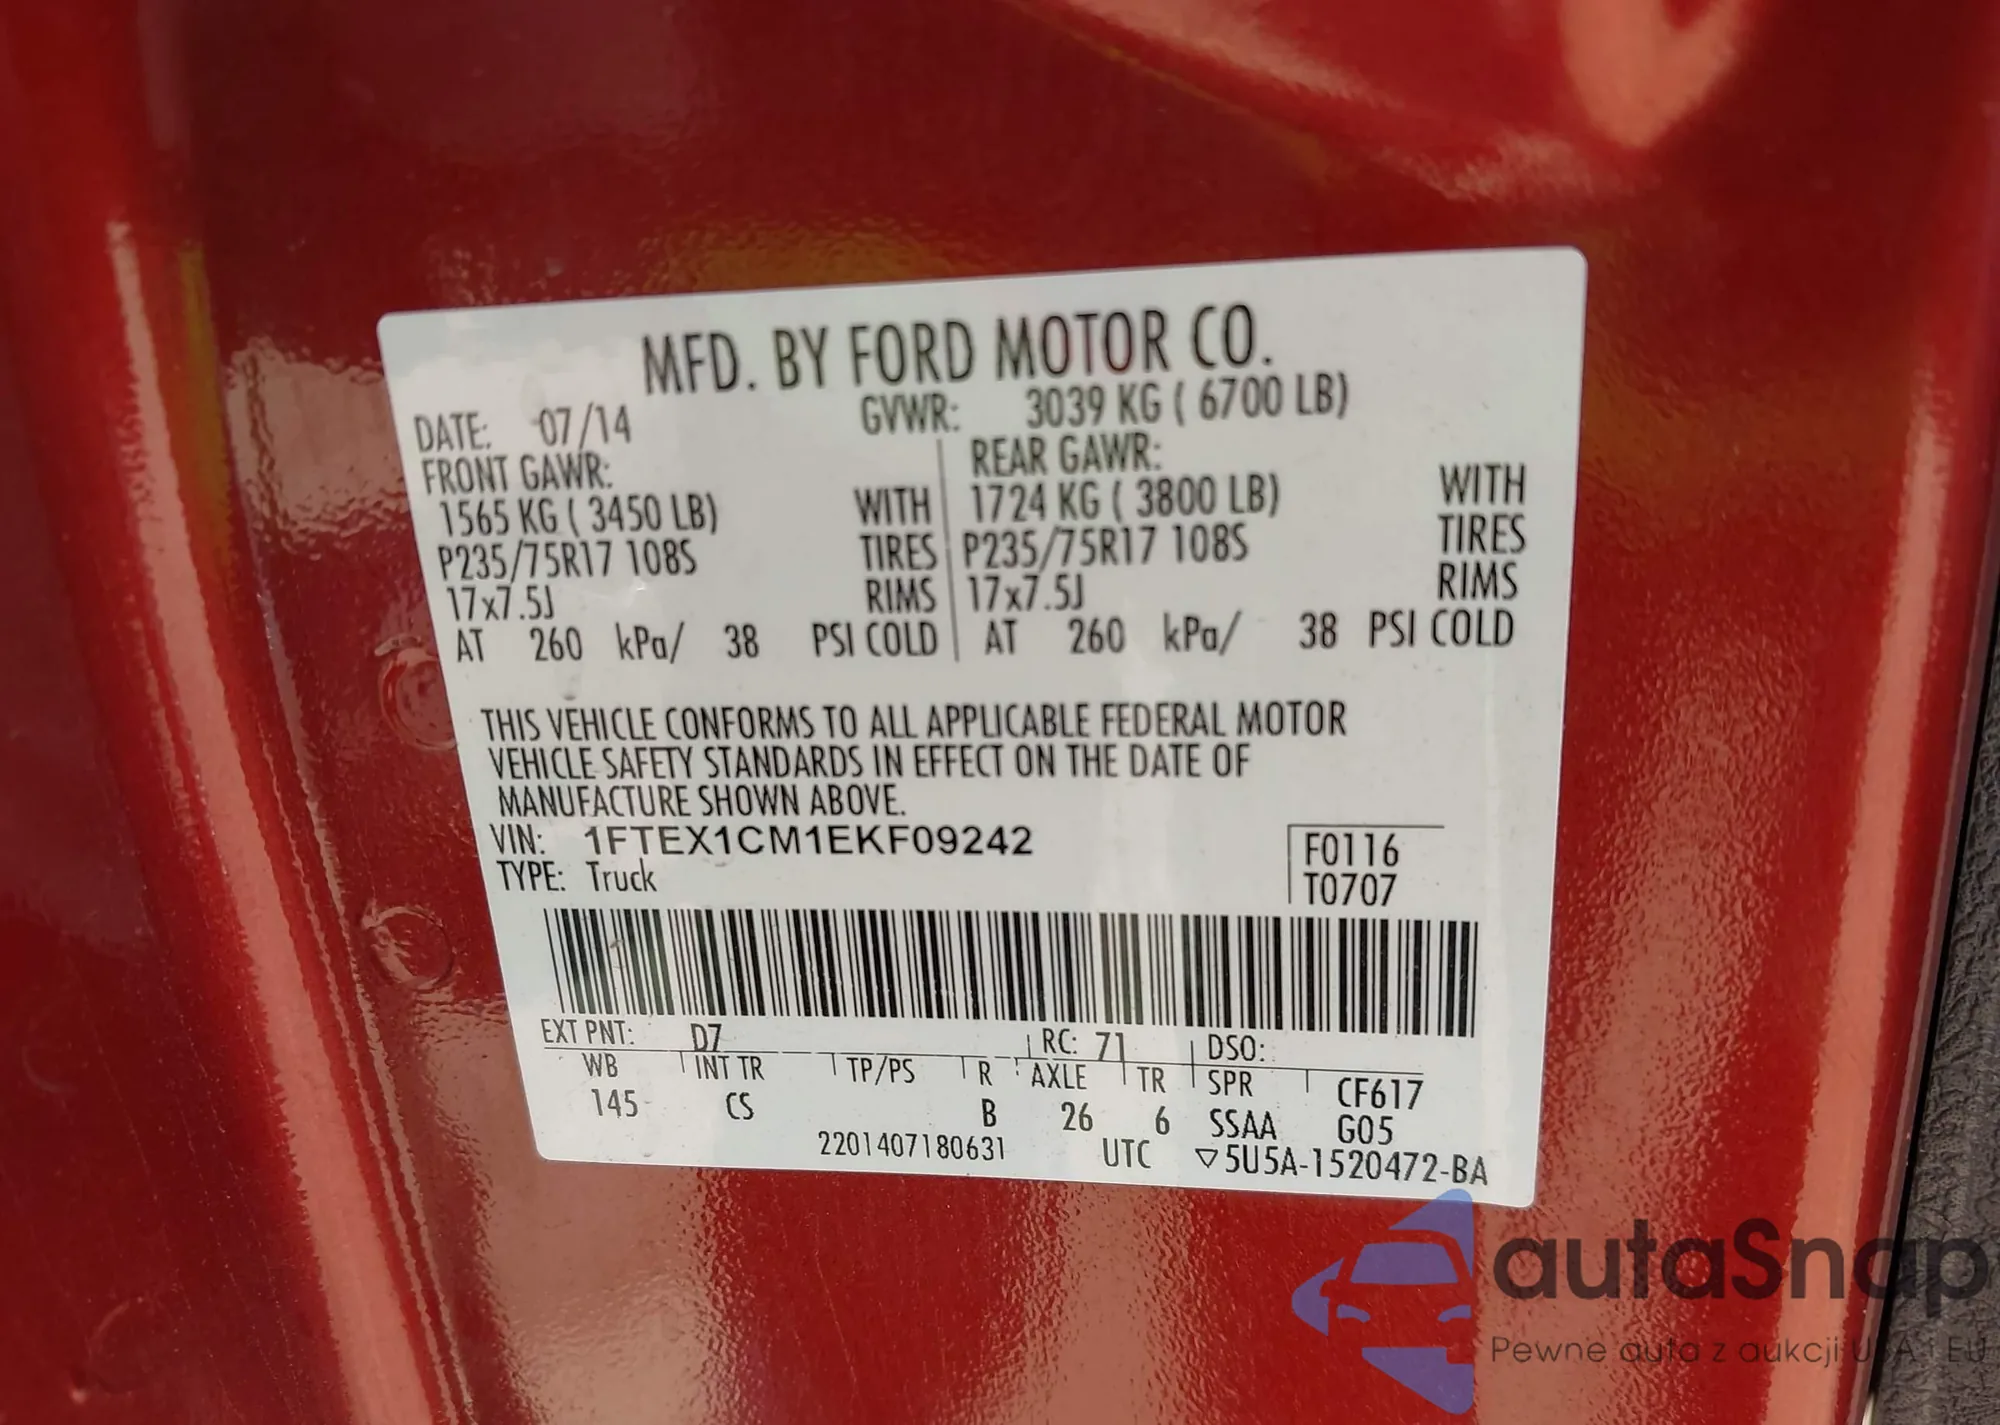 MFD. BY FORD MOTOR CO.
DATE: 07/14 GVWR: 3039 KG ( 6700 LB)
FRONT GAWR: REAR GAWR:
1565 KG ( 3450 LB) WITH 1724 KG ( 3800 LB) WITH
P235/75R17 108S TIRES P235/75R17 108S TIRES
17x7.5J RIMS 17x7.5J RIMS
AT 260 kPa/ 38 PSI COLD AT 260 kPa/ 38 PSI COLD
THIS VEHICLE CONFORMS TO ALL APPLICABLE FEDERAL MOTOR
VEHICLE SAFETY STANDARDS IN EFFECT ON THE DATE OF
MANUFACTURE SHOWN ABOVE.
VIN: 1FTEX1CM1EKF09242 F0116
TYPE: Truck T0707
EXT PNT: D7 RC: 71 DSO:
WB INT TR TP/PS R AXLE TR SPR CF617
145 CS B 26 6 SSAA G05
2201407180631 UTC ▽5U5A-1520472-BA
autaSnap
Pewne auta z aukcji USA i EU